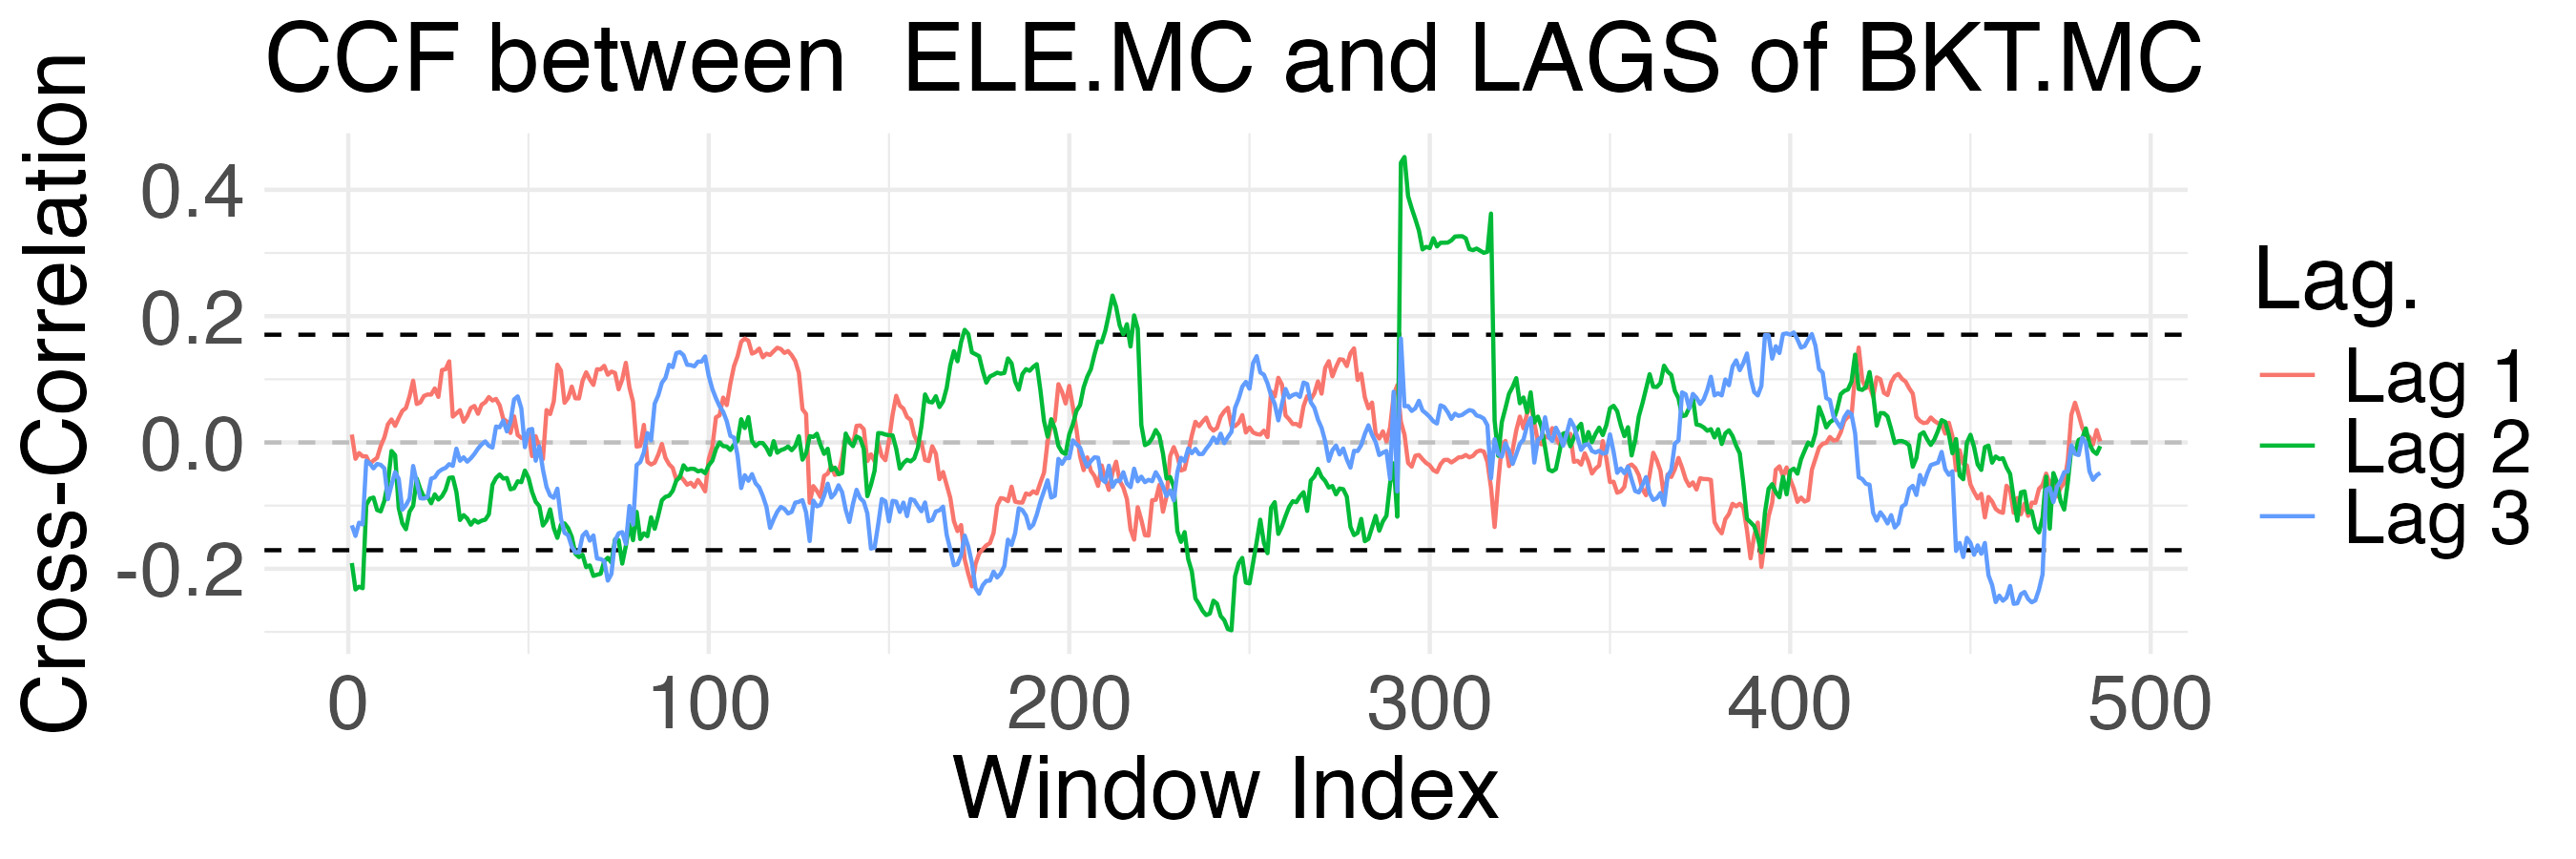 CCF between  ELE.MC and LAGS of BKT.MC
Cross-Correlation
0.4
0.2
0.0
-0.2
0 100 200 300 400 500
Window Index
Lag.
Lag 1
Lag 2
Lag 3